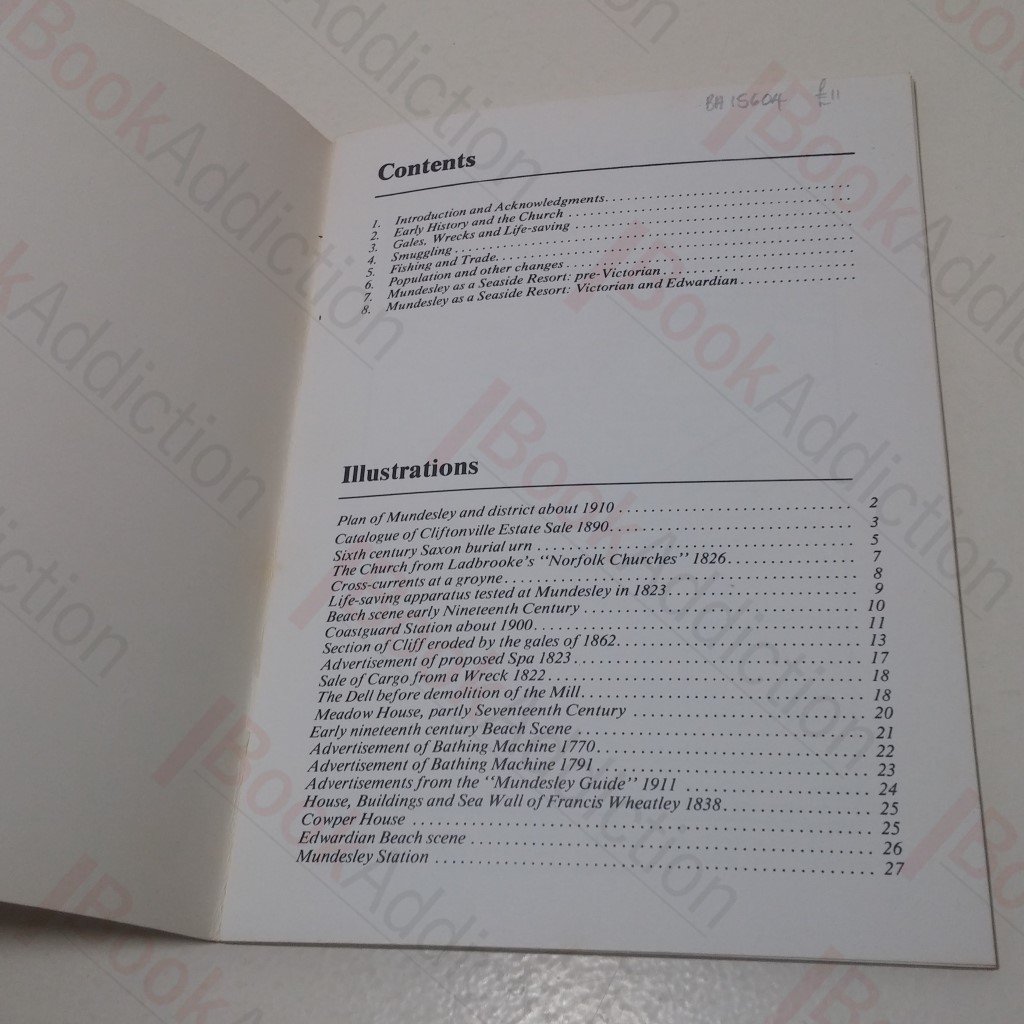 BA 15604 £11
Contents
1. Introduction and Acknowledgments. . . . . . . . . . . . . . . . . . . . . . . . . . . . . . .
2. Early History and the Church . . . . . . . . . . . . . . . . . . . . . . . . . . . . . . .
3. Gales, Wrecks and Life-saving . . . . . . . . . . . . . . . . . . . . . . . . . . . . . . .
4. Smuggling . . . . . . . . . . . . . . . . . . . . . . . . . . . . . . .
5. Fishing and Trade. . . . . . . . . . . . . . . . . . . . . . . . . . . . . . .
6. Population and other changes . . . . . . . . . . . . . . . . . . . . . . . . . . . . . . .
7. Mundesley as a Seaside Resort: pre-Victorian . . . . . . . . . . . . . . . . . . . . . . .
8. Mundesley as a Seaside Resort: Victorian and Edwardian . . . . . . . . . . . . . . .
Illustrations
Plan of Mundesley and district about 1910 . . . . . . . . . . . . . . . . . . . . . . . 2
Catalogue of Cliftonville Estate Sale 1890. . . . . . . . . . . . . . . . . . . . . . . 3
Sixth century Saxon burial urn . . . . . . . . . . . . . . . . . . . . . . . 5
The Church from Ladbrooke's "Norfolk Churches" 1826. . . . . . . . . . . . . . . 7
Cross-currents at a groyne. . . . . . . . . . . . . . . . . . . . . . . 8
Life-saving apparatus tested at Mundesley in 1823. . . . . . . . . . . . . . . . . . 9
Beach scene early Nineteenth Century . . . . . . . . . . . . . . . . . . . . . . . 10
Coastguard Station about 1900. . . . . . . . . . . . . . . . . . . . . . . 11
Section of Cliff eroded by the gales of 1862. . . . . . . . . . . . . . . . . . . . . . . 13
Advertisement of proposed Spa 1823 . . . . . . . . . . . . . . . . . . . . . . . 17
Sale of Cargo from a Wreck 1822 . . . . . . . . . . . . . . . . . . . . . . . 18
The Dell before demolition of the Mill. . . . . . . . . . . . . . . . . . . . . . . 18
Meadow House, partly Seventeenth Century . . . . . . . . . . . . . . . . . . . . . . . 20
Early nineteenth century Beach Scene . . . . . . . . . . . . . . . . . . . . . . . 21
Advertisement of Bathing Machine 1770. . . . . . . . . . . . . . . . . . . . . . . 22
Advertisement of Bathing Machine 1791 . . . . . . . . . . . . . . . . . . . . . . . 23
Advertisements from the "Mundesley Guide" 1911 . . . . . . . . . . . . . . . . . . 24
House, Buildings and Sea Wall of Francis Wheatley 1838. . . . . . . . . . . . . . . 25
Cowper House . . . . . . . . . . . . . . . . . . . . . . . 25
Edwardian Beach scene . . . . . . . . . . . . . . . . . . . . . . . 26
Mundesley Station . . . . . . . . . . . . . . . . . . . . . . . 27
BookAddiction